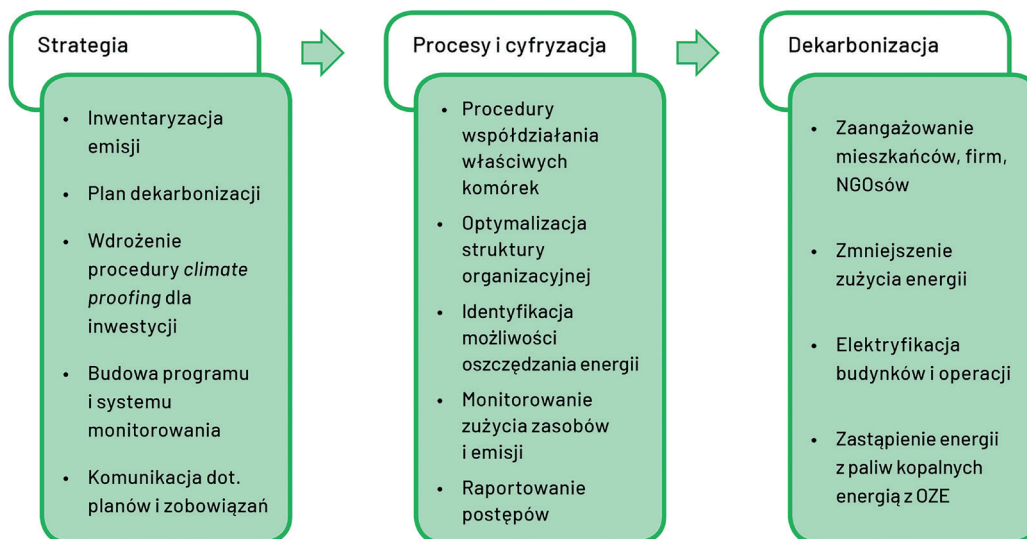 Strategia
• Inwentaryzacja
emisji
• Plan dekarbonizacji
• Wdrożenie
procedury climate
proofing dla
inwestycji
• Budowa programu
i systemu
monitorowania
• Komunikacja dot.
planów i zobowiązań
Procesy i cyfryzacja
• Procedury
współdziałania
właściwych
komórek
• Optymalizacja
struktury
organizacyjnej
• Identyfikacja
możliwości
oszczędzania energii
• Monitorowanie
zużycia zasobów
i emisji
• Raportowanie
postępów
Dekarbonizacja
• Zaangażowanie
mieszkańców, firm,
NGOsów
• Zmniejszenie
zużycia energii
• Elektryfikacja
budynków i operacji
• Zastąpienie energii
z paliw kopalnych
energią z OZE